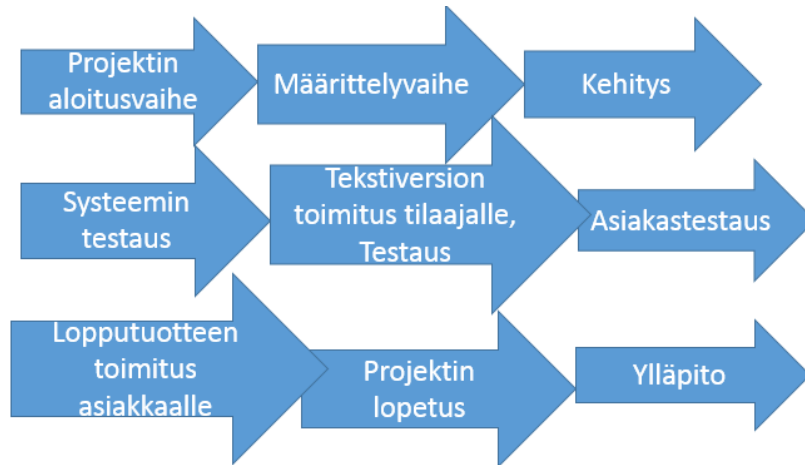 Projektin
aloitusvaihe
Määrittelyvaihe
Kehitys
Systeemin
testaus
Tekstiversion
toimitus tilaajalle,
Testaus
Asiakastestaus
Lopputuotteen
toimitus
asiakkaalle
Projektin
lopetus
Ylläpito